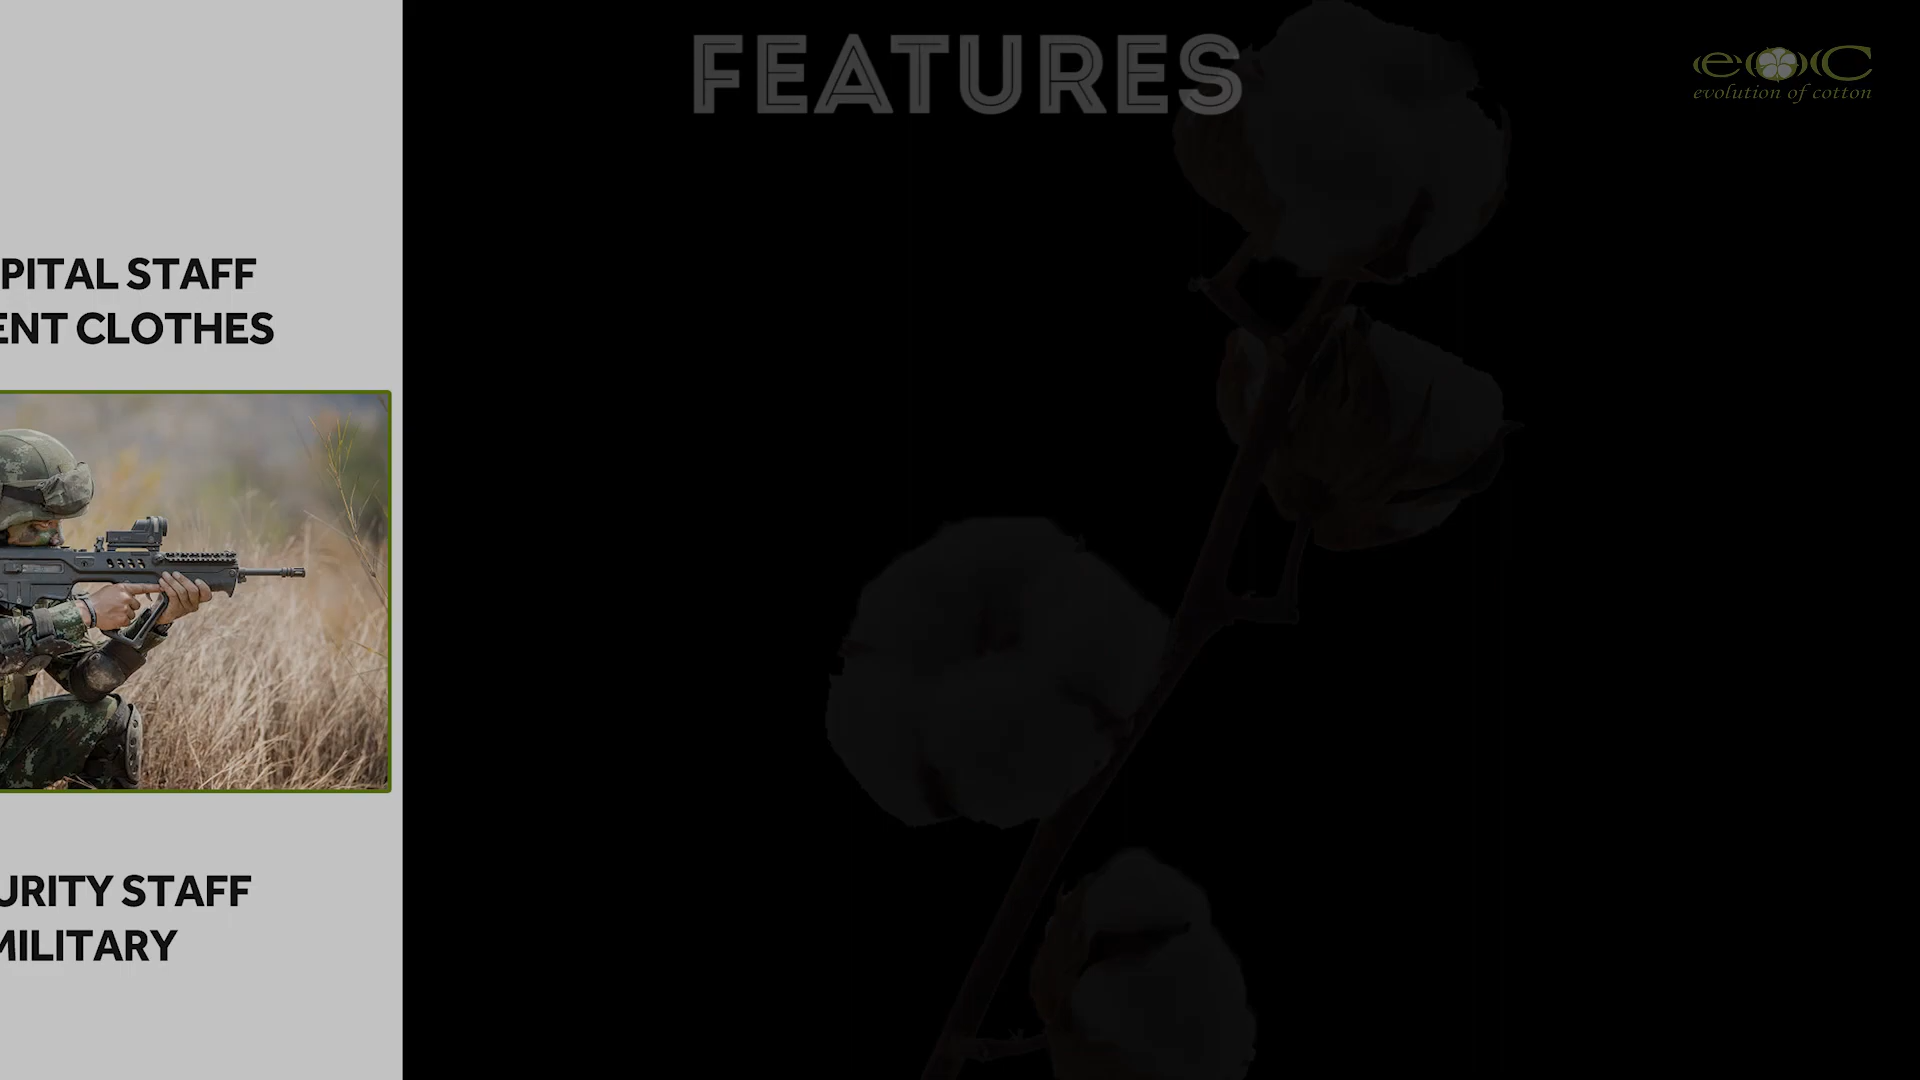 FEATURES
eoc
evolution of cotton
PITAL STAFF
ENT CLOTHES
URITY STAFF
MILITARY